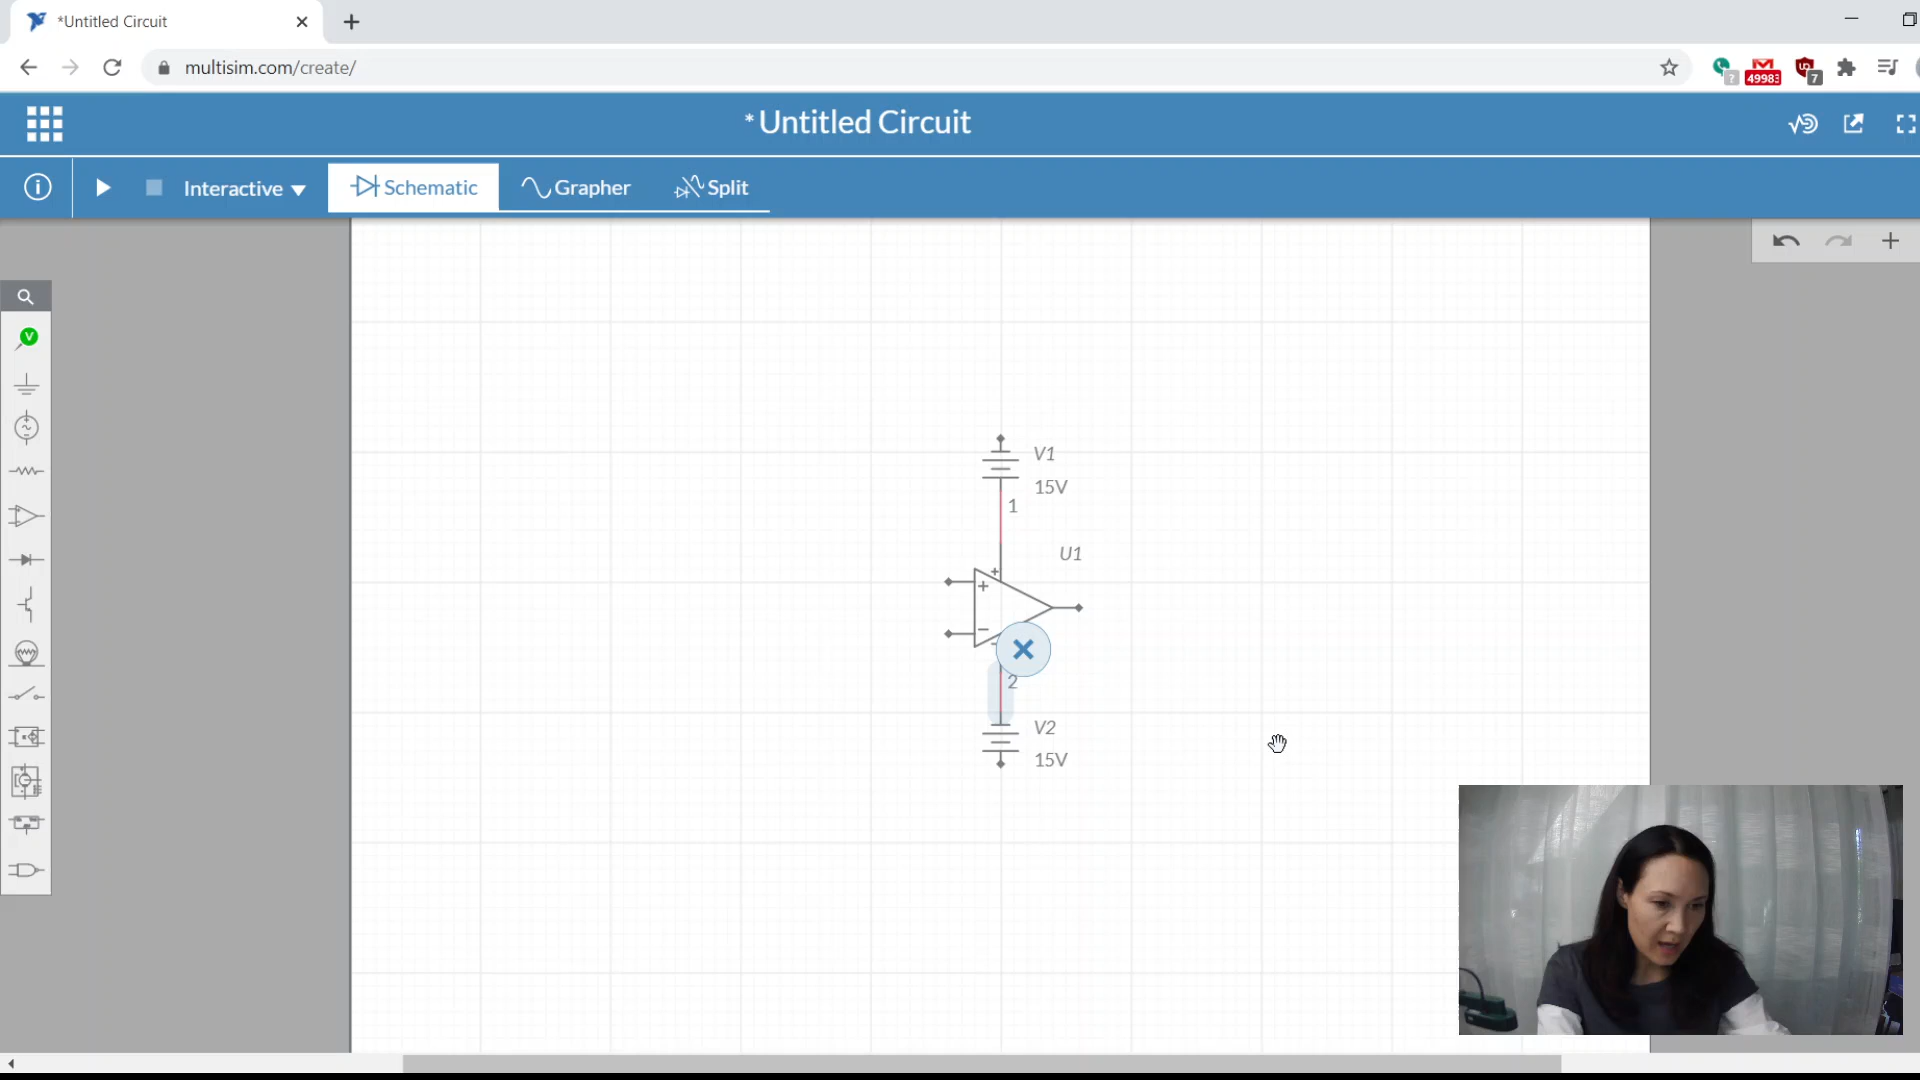 *Untitled Circuit
multisim.com/create/
?
49983
7
* Untitled Circuit
Interactive
Schematic
Grapher
Split
V
V1
15V
1
U1
+
+
−
2
V2
15V